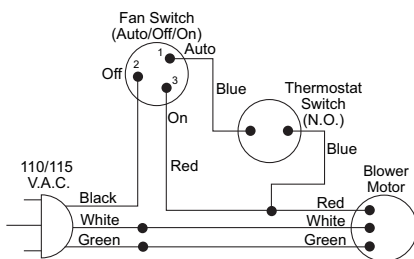 Fan Switch
(Auto/Off/On)
Auto
1
2
Off
3
On
Blue
Thermostat
Switch
(N.O.)
Blue
Red
110/115
V.A.C.
Black
White
Green
Blower
Motor
Red
White
Green